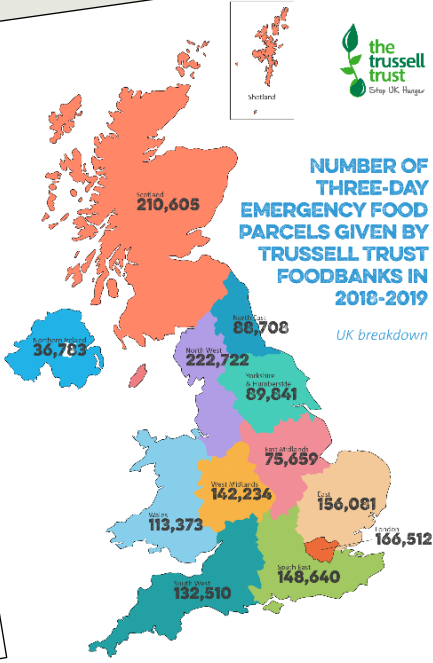 Shetland
the
trussell
trust
Stop UK Hunger
NUMBER OF
THREE-DAY
EMERGENCY FOOD
PARCELS GIVEN BY
TRUSSELL TRUST
FOODBANKS IN
2018-2019
UK breakdown
Scotland
210,605
North East
88,708
Northern Ireland
36,783
North West
222,722
Yorkshire
& Humberside
89,841
East Midlands
75,659
West Midlands
142,234
East
156,081
Wales
113,373
London
166,512
South East
148,640
South West
132,510